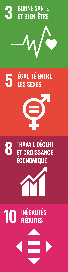 3 BONNE SANTÉ
ET BIEN-ÊTRE
5 ÉGALITÉ ENTRE
LES SEXES
8 TRAVAIL DÉCENT
ET CROISSANCE
ÉCONOMIQUE
10 INÉGALITÉS
RÉDUITES